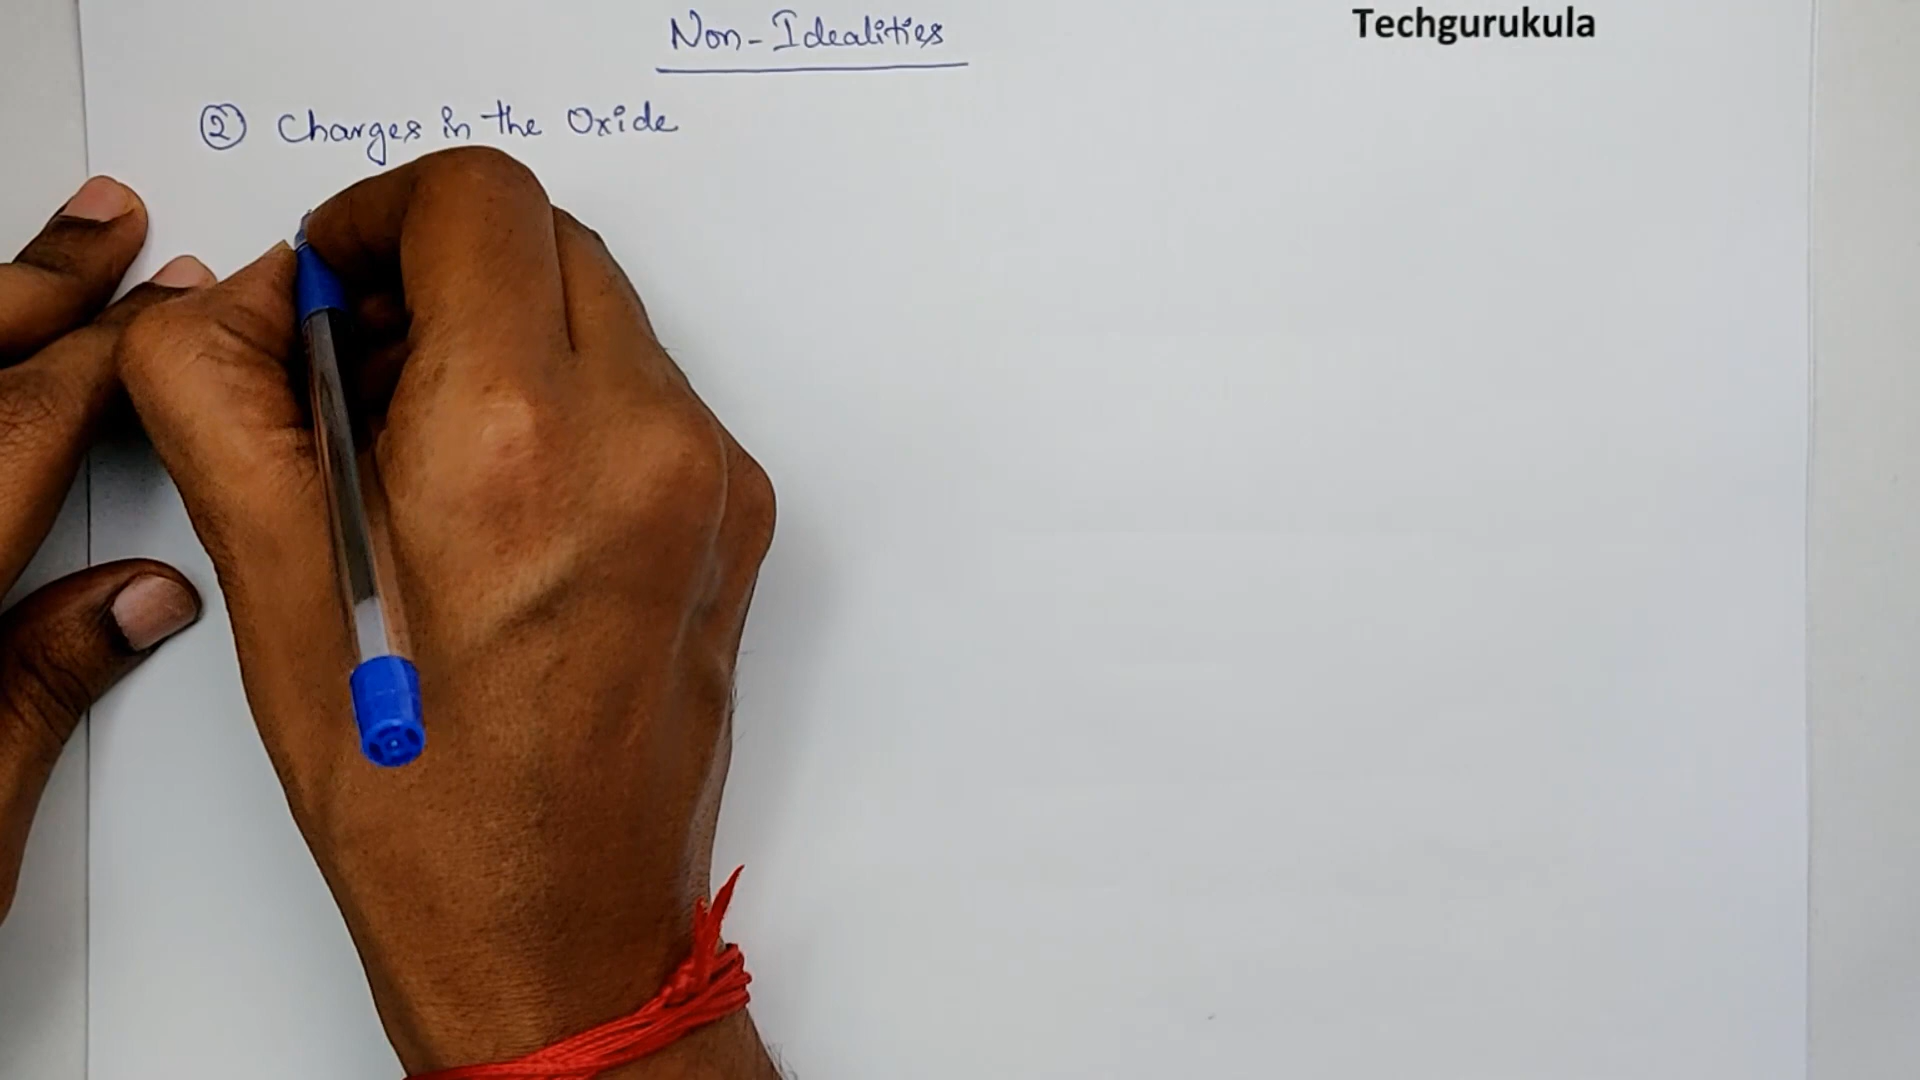 Non-Idealities
Techgurukula
② Charges in the Oxide